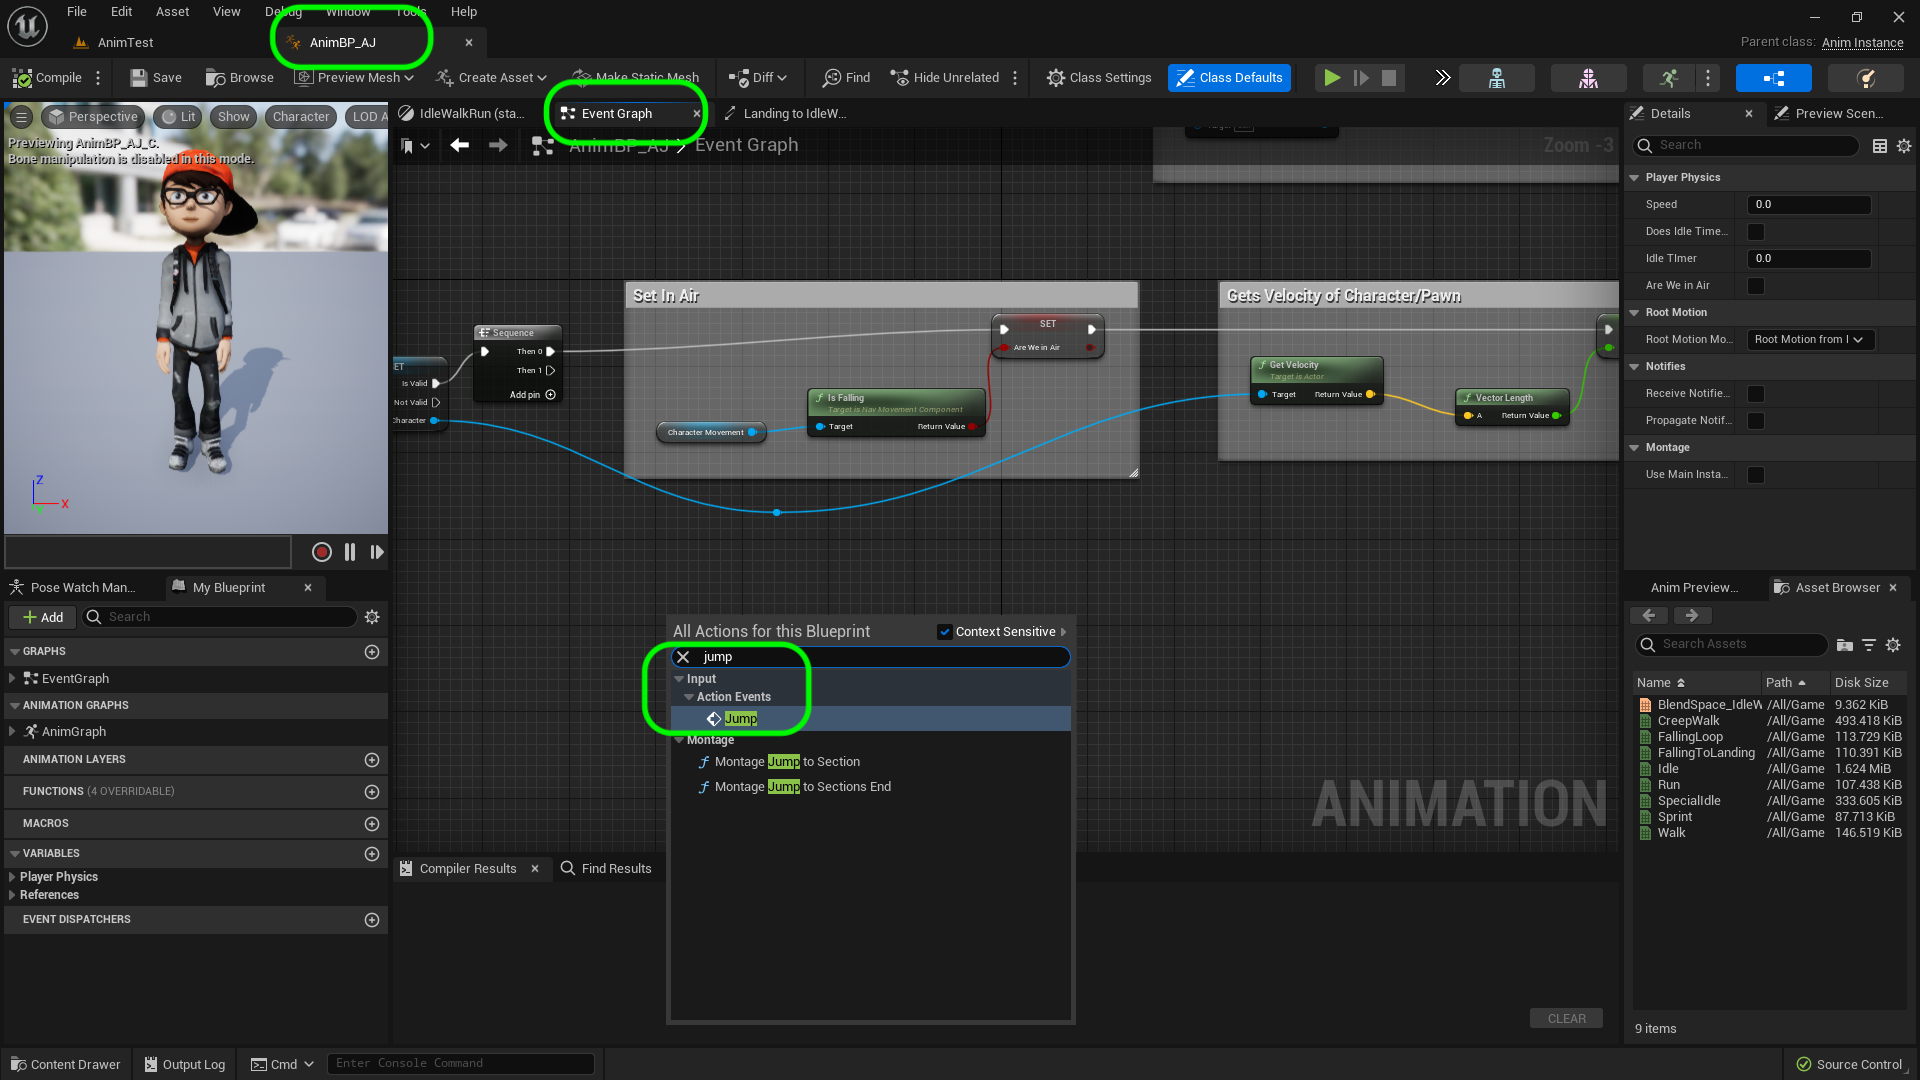 File Edit Asset View Debug Window Tools Help
AnimTest
AnimBP_AJ
Parent class: Anim Instance
Compile
Save
Browse
Preview Mesh
Create Asset
Make Static Mesh
Diff
Find
Hide Unrelated
Class Settings
Class Defaults
Perspective
Lit
Show
Character
LOD A
Previewing AnimBP_AJ_C.
Bone manipulation is disabled in this mode.
Z
X
Y
IdleWalkRun (sta...
Event Graph
Landing to IdleW...
AnimBP_AJ > Event Graph
Zoom -3
Set In Air
Gets Velocity of Character/Pawn
Sequence
Then 0
Then 1
Add pin
ET
Is Valid
Not Valid
Character
SET
Are We in Air
Is Falling
Target is Nav Movement Component
Target
Return Value
Character Movement
Get Velocity
Target is Actor
Target
Return Value
Vector Length
A
Return Value
ANIMATION
All Actions for this Blueprint
Context Sensitive
jump
Input
Action Events
Jump
Montage
Montage Jump to Section
Montage Jump to Sections End
Compiler Results
Find Results
CLEAR
Pose Watch Man...
My Blueprint
Add
Search
GRAPHS
EventGraph
ANIMATION GRAPHS
AnimGraph
ANIMATION LAYERS
FUNCTIONS (4 OVERRIDABLE)
MACROS
VARIABLES
Player Physics
References
EVENT DISPATCHERS
Details
Preview Scen...
Search
Player Physics
Speed 0.0
Does Idle Time...
Idle TImer 0.0
Are We in Air
Root Motion
Root Motion Mo... Root Motion from I
Notifies
Receive Notifie...
Propagate Notif...
Montage
Use Main Insta...
Anim Preview...
Asset Browser
Search Assets
Name Path Disk Size
BlendSpace_IdleW /All/Game 9.362 KiB
CreepWalk /All/Game 493.418 KiB
FallingLoop /All/Game 113.729 KiB
FallingToLanding /All/Game 110.391 KiB
Idle /All/Game 1.624 MiB
Run /All/Game 107.438 KiB
SpecialIdle /All/Game 333.605 KiB
Sprint /All/Game 87.713 KiB
Walk /All/Game 146.519 KiB
9 items
Content Drawer
Output Log
Cmd
Enter Console Command
Source Control